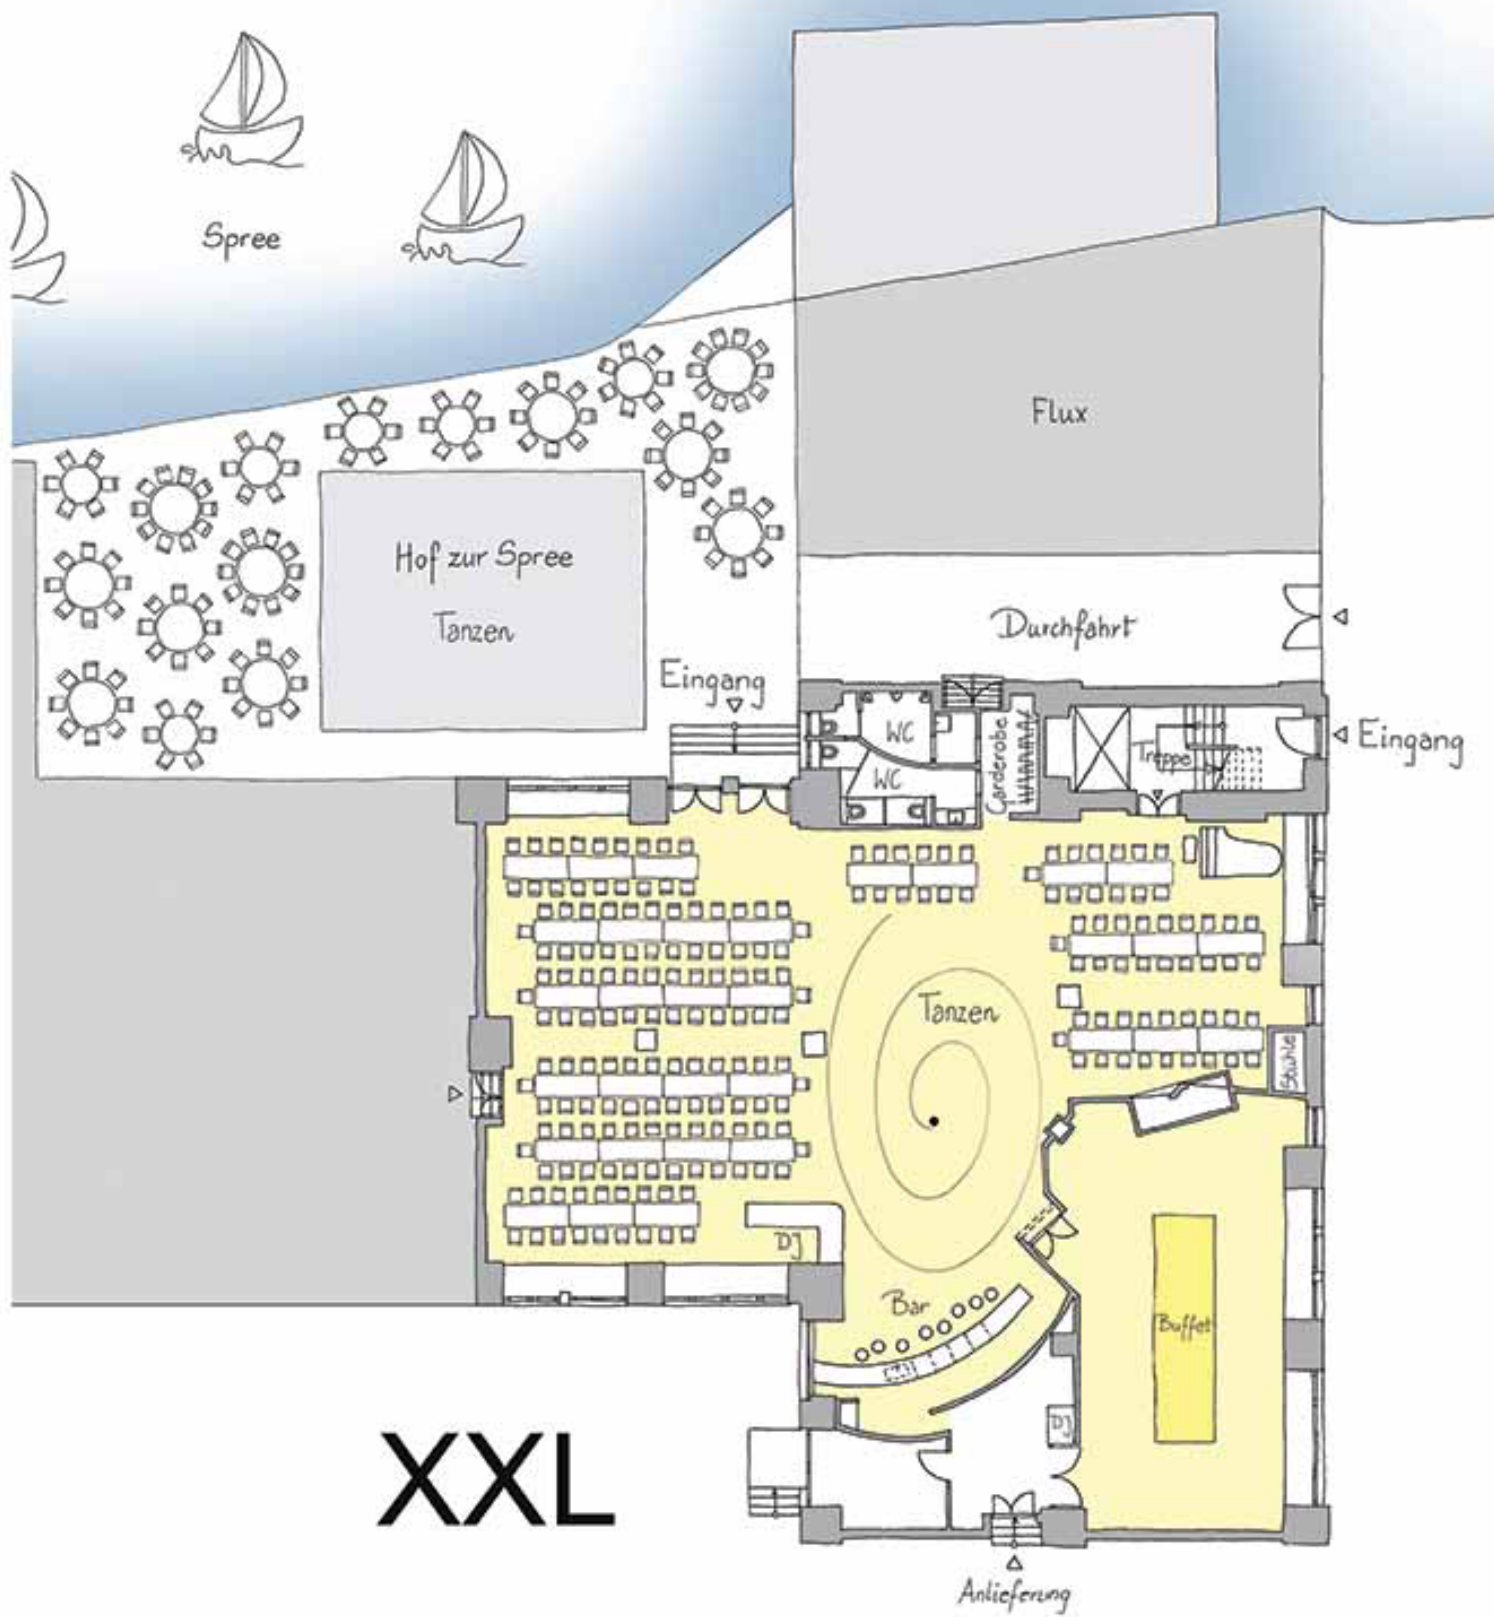 Spree
Flux
Hof zur Spree
Tanzen
Durchfahrt
Eingang
WC
Garderobe
Treppe
Eingang
WC
Tanzen
Stühle
DJ
Bar
Buffet
DJ
XXL
Anlieferung